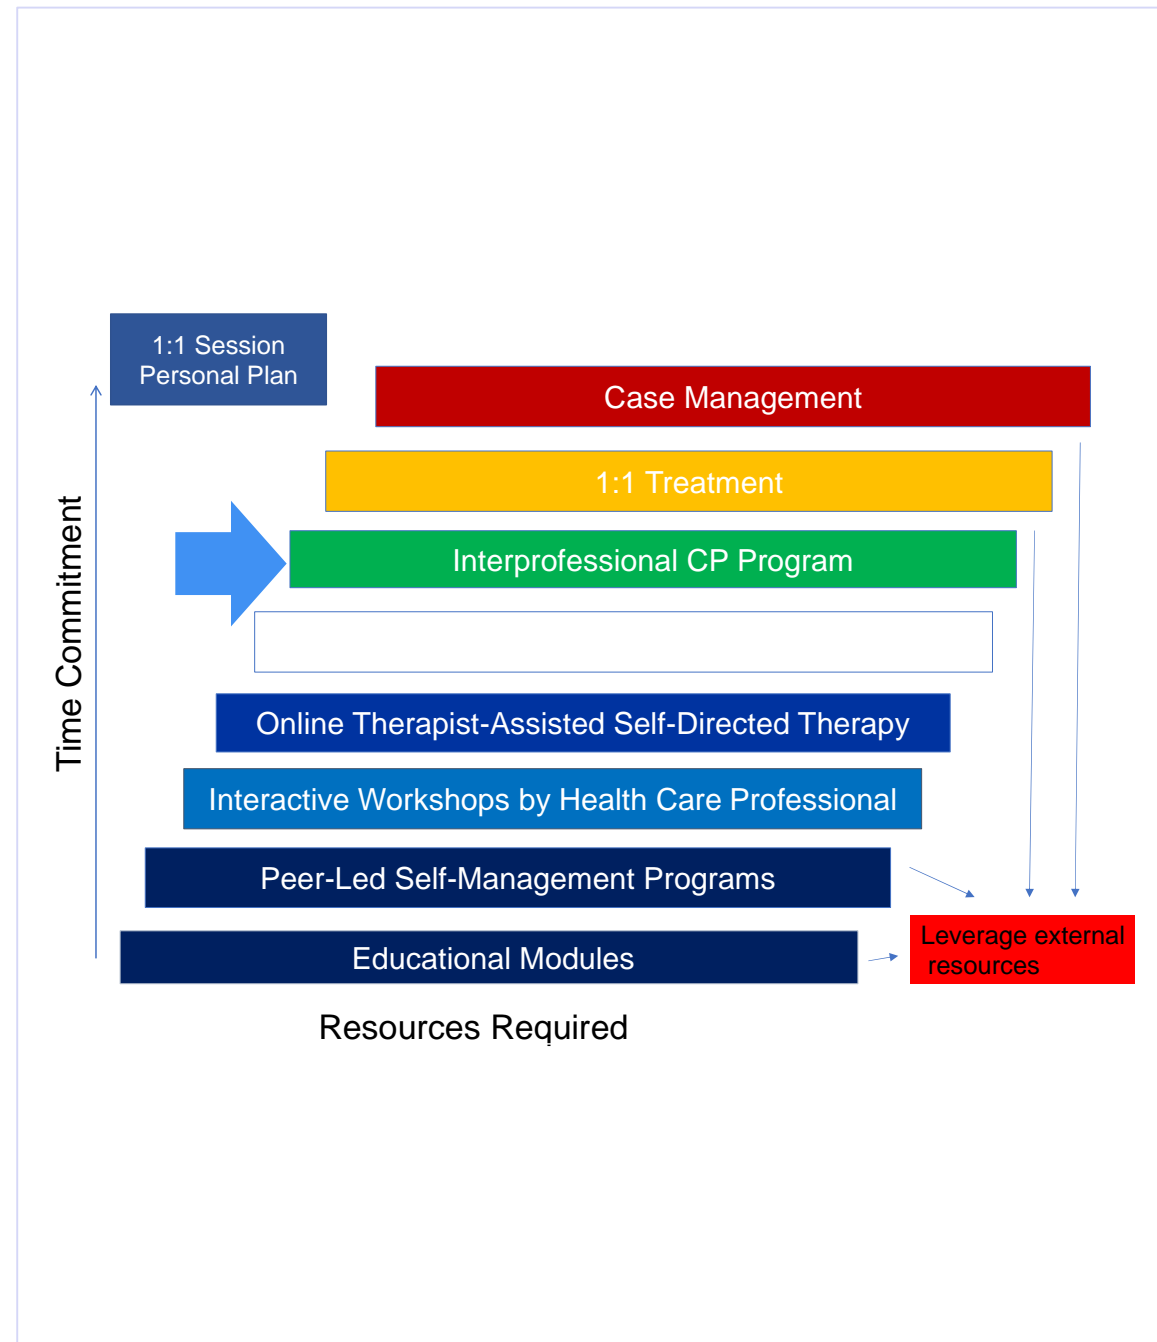 1:1 Session
Personal Plan
Case Management
1:1 Treatment
Interprofessional CP Program
Online Therapist-Assisted Self-Directed Therapy
Interactive Workshops by Health Care Professional
Peer-Led Self-Management Programs
Educational Modules
Leverage external
resources
Time Commitment
Resources Required